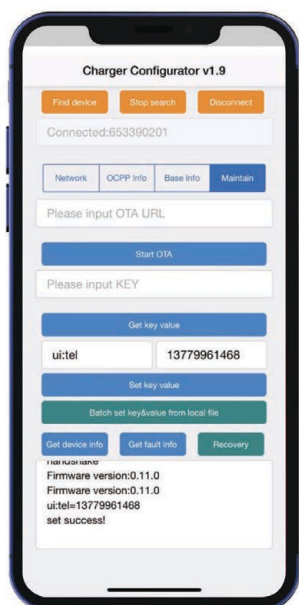 Charger Configurator v1.9
Find device Stop search Disconnect
Connected:653390201
Network OCPP Info Base Info Maintain
Please input OTA URL
Start OTA
Please input KEY
Get key value
ui:tel 13779961468
Set key value
Batch set key&value from local file
Get device info Get fault info Recovery
handshake
Firmware version:0.11.0
Firmware version:0.11.0
ui:tel=13779961468
set success!